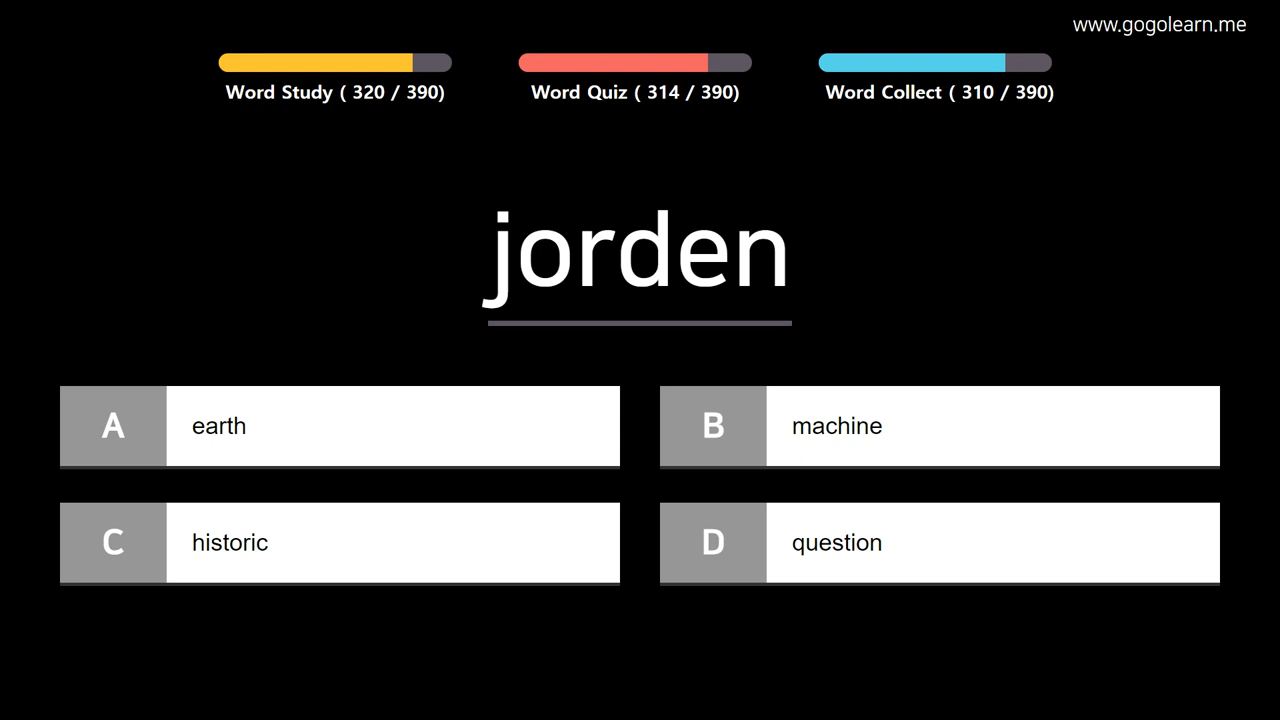 www.gogolearn.me
Word Study ( 320 / 390)
Word Quiz ( 314 / 390)
Word Collect ( 310 / 390)
jorden
A earth
B machine
C historic
D question